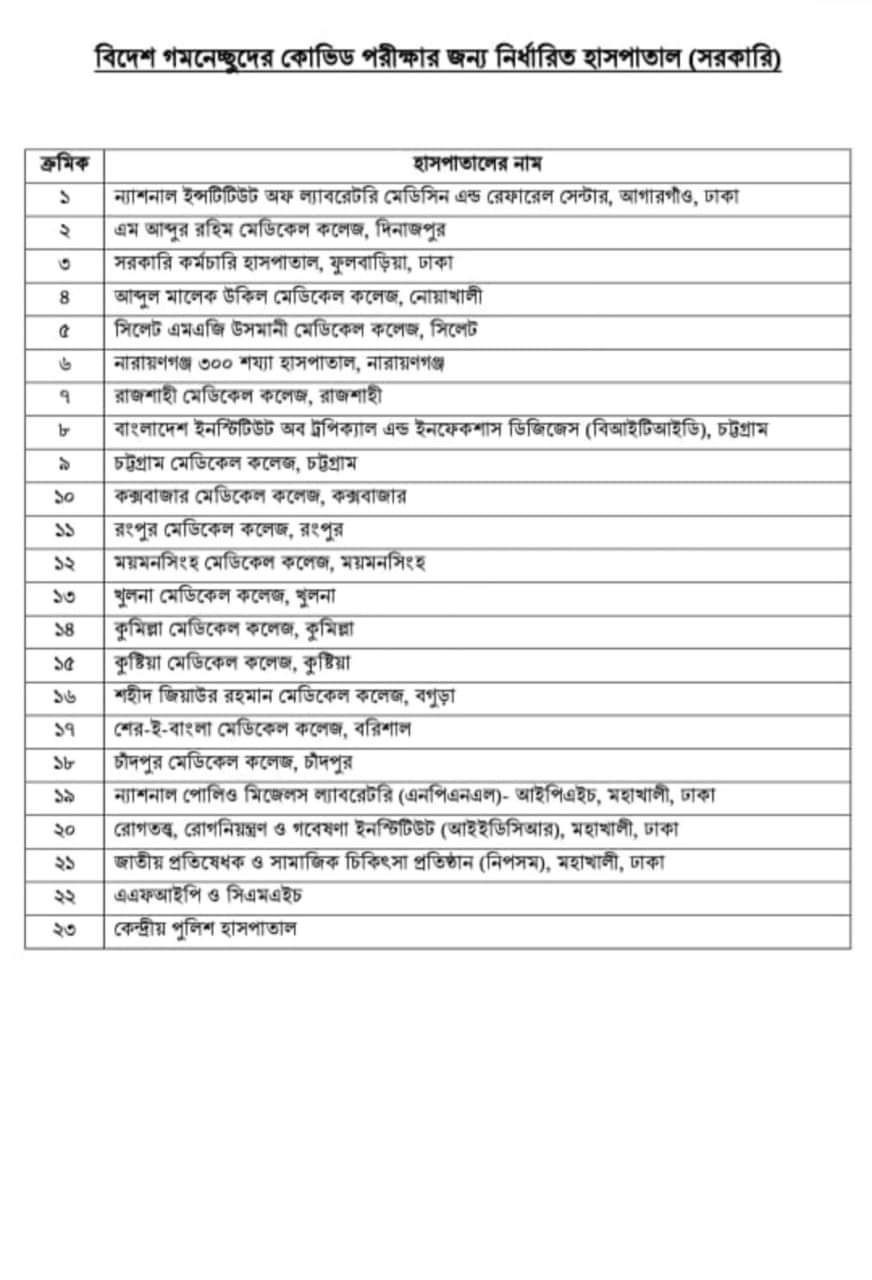 বিদেশ গমনেচ্ছুদের কোভিড পরীক্ষার জন্য নির্ধারিত হাসপাতাল (সরকারি)
ক্রমিক হাসপাতালের নাম
১ ন্যাশনাল ইন্সটিটিউট অফ ল্যাবরেটরি মেডিসিন এন্ড রেফারেল সেন্টার, আগারগাঁও, ঢাকা
২ এম আব্দুর রহিম মেডিকেল কলেজ, দিনাজপুর
৩ সরকারি কর্মচারি হাসপাতাল, ফুলবাড়িয়া, ঢাকা
৪ আব্দুল মালেক উকিল মেডিকেল কলেজ, নোয়াখালী
৫ সিলেট এমএজি উসমানী মেডিকেল কলেজ, সিলেট
৬ নারায়ণগঞ্জ ৩০০ শয্যা হাসপাতাল, নারায়ণগঞ্জ
৭ রাজশাহী মেডিকেল কলেজ, রাজশাহী
৮ বাংলাদেশ ইনস্টিটিউট অব ট্রপিক্যাল এন্ড ইনফেকশাস ডিজিজেস (বিআইটিআইডি), চট্টগ্রাম
৯ চট্টগ্রাম মেডিকেল কলেজ, চট্টগ্রাম
১০ কক্সবাজার মেডিকেল কলেজ, কক্সবাজার
১১ রংপুর মেডিকেল কলেজ, রংপুর
১২ ময়মনসিংহ মেডিকেল কলেজ, ময়মনসিংহ
১৩ খুলনা মেডিকেল কলেজ, খুলনা
১৪ কুমিল্লা মেডিকেল কলেজ, কুমিল্লা
১৫ কুষ্টিয়া মেডিকেল কলেজ, কুষ্টিয়া
১৬ শহীদ জিয়াউর রহমান মেডিকেল কলেজ, বগুড়া
১৭ শের-ই-বাংলা মেডিকেল কলেজ, বরিশাল
১৮ চাঁদপুর মেডিকেল কলেজ, চাঁদপুর
১৯ ন্যাশনাল পোলিও মিজেলস ল্যাবরেটরি (এনপিএনএল)- আইপিএইচ, মহাখালী, ঢাকা
২০ রোগতত্ত্ব, রোগনিয়ন্ত্রণ ও গবেষণা ইনস্টিটিউট (আইইডিসিআর), মহাখালী, ঢাকা
২১ জাতীয় প্রতিষেধক ও সামাজিক চিকিৎসা প্রতিষ্ঠান (নিপসম), মহাখালী, ঢাকা
২২ এএফআইপি ও সিএমএইচ
২৩ কেন্দ্রীয় পুলিশ হাসপাতাল